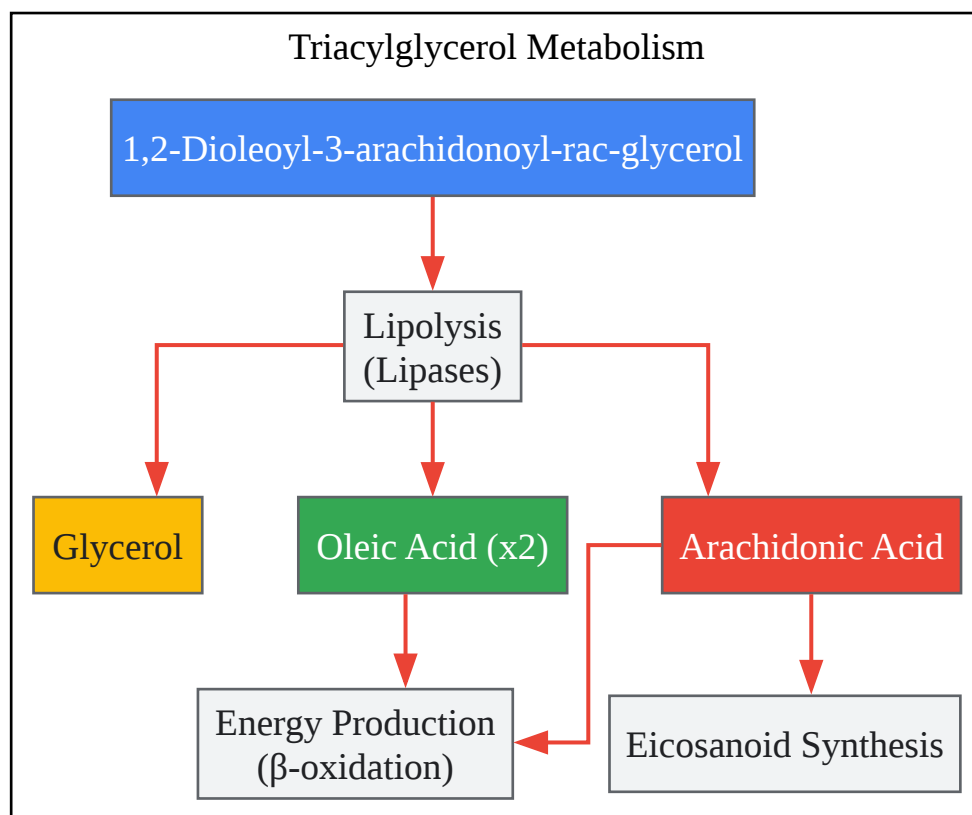 Triacylglycerol Metabolism
1,2-Dioleoyl-3-arachidonoyl-rac-glycerol
Lipolysis
(Lipases)
Glycerol
Oleic Acid (x2)
Arachidonic Acid
Energy Production
(β-oxidation)
Eicosanoid Synthesis